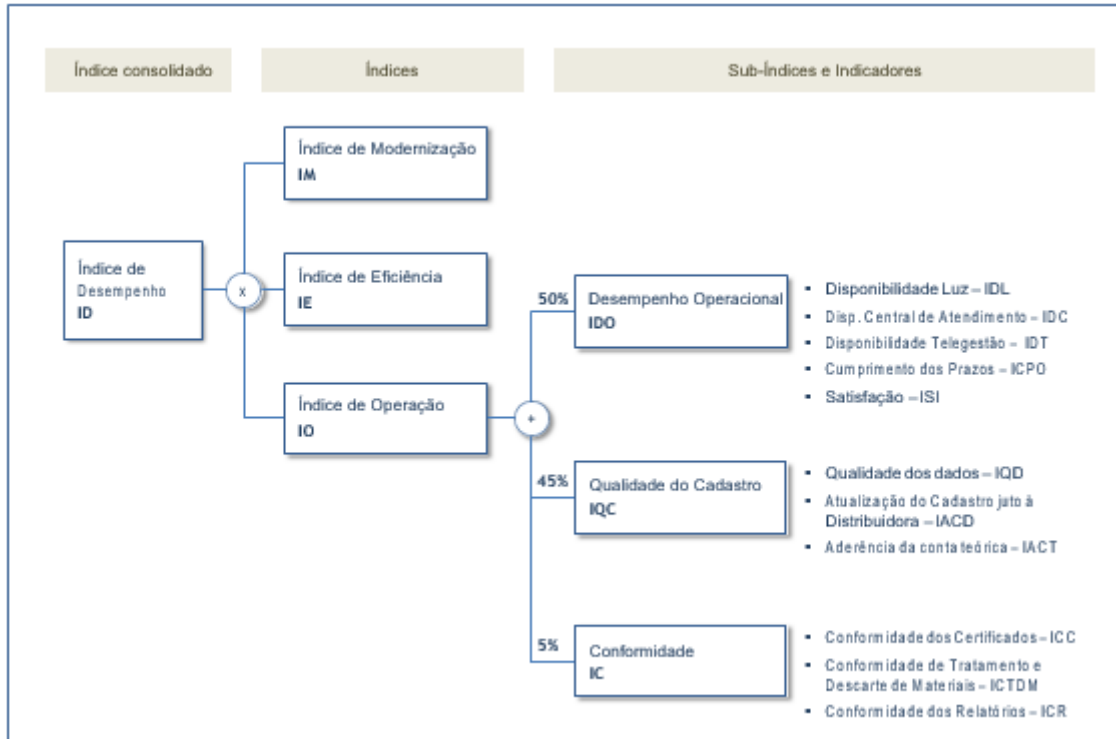 Índice consolidado
Índices
Sub-Índices e Indicadores
Índice de Modernização
IM
Índice de
Desempenho
ID
x
Índice de Eficiência
IE
Índice de Operação
IO
+
50%
Desempenho Operacional
IDO
▪ Disponibilidade Luz – IDL
▪ Disp. Central de Atendimento – IDC
▪ Disponibilidade Telegestão – IDT
▪ Cumprimento dos Prazos – ICPO
▪ Satisfação – ISI
45%
Qualidade do Cadastro
IQC
▪ Qualidade dos dados – IQD
▪ Atualização do Cadastro juto à
Distribuidora – IACD
▪ Aderência da conta teórica – IACT
5%
Conformidade
IC
▪ Conformidade dos Certificados – ICC
▪ Conformidade de Tratamento e
Descarte de Materiais – ICTDM
▪ Conformidade dos Relatórios – ICR